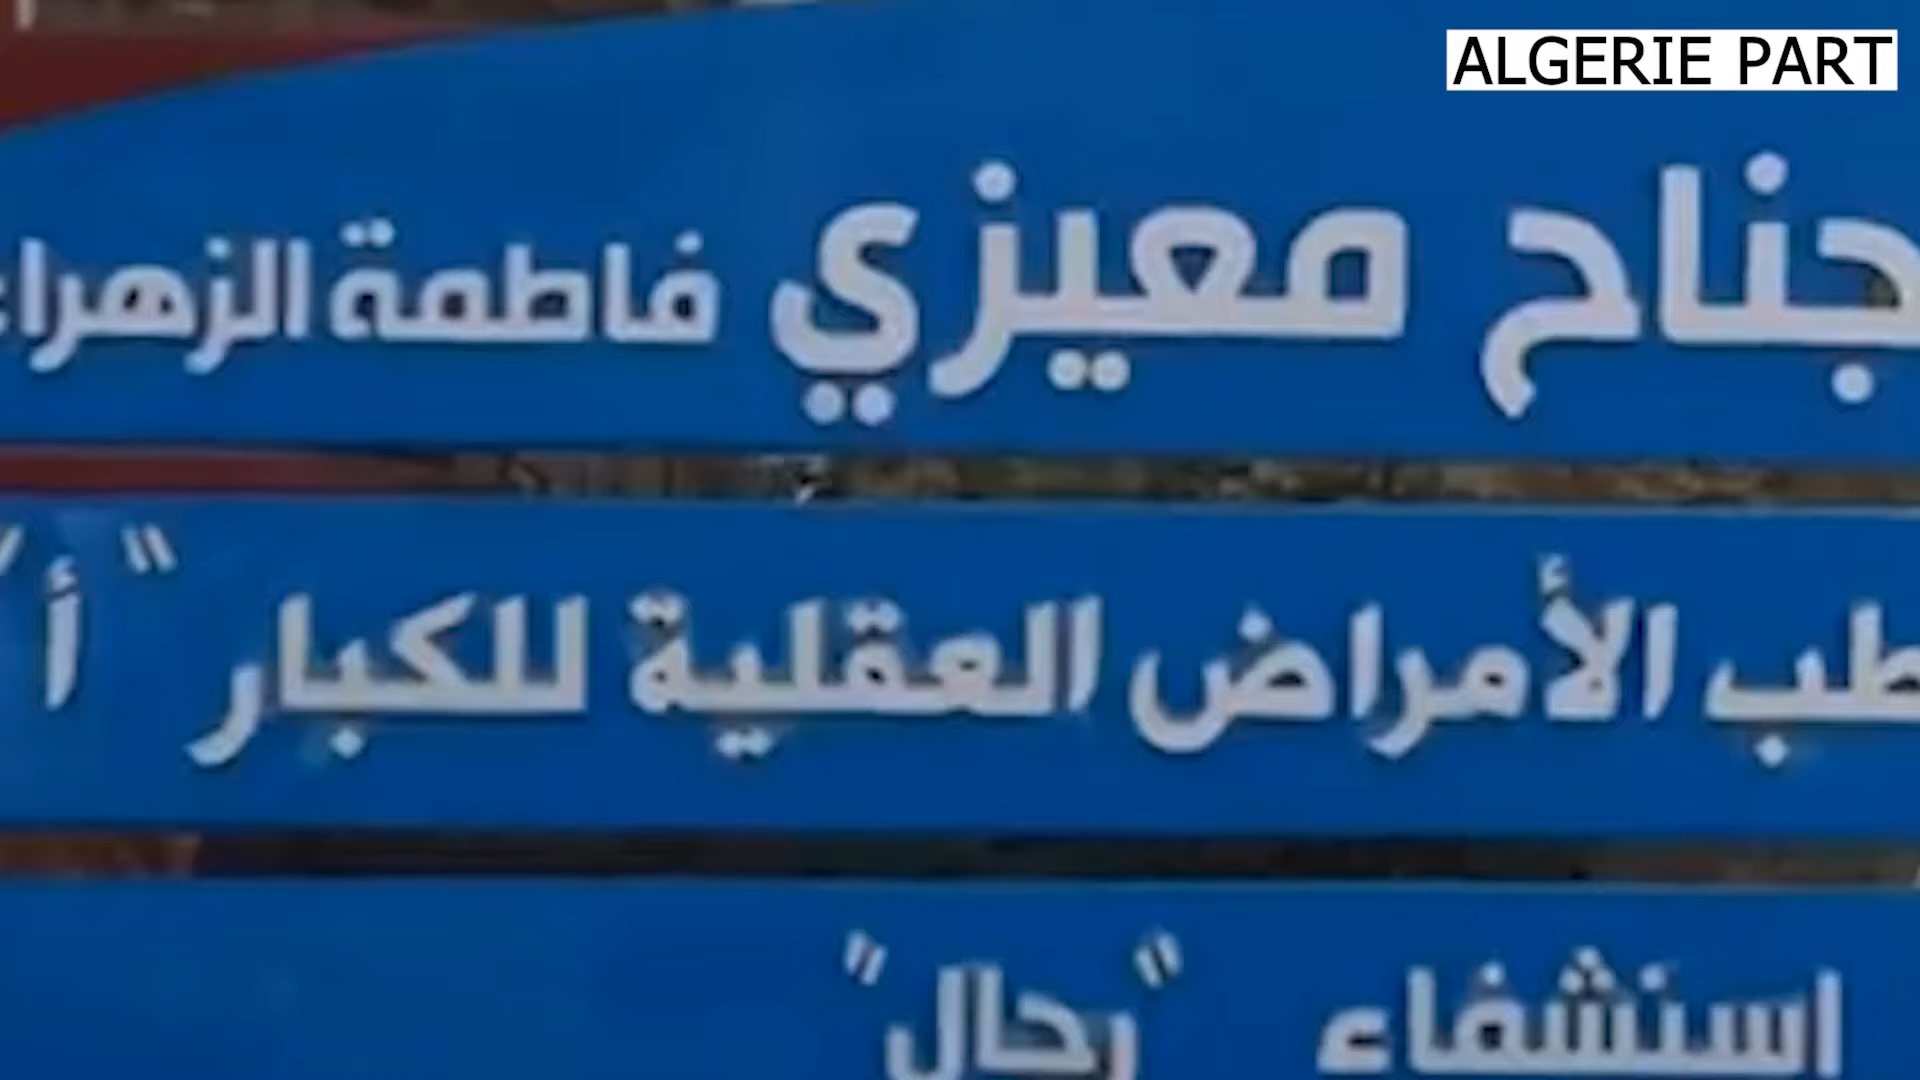 ALGERIE PART
جناح معيزي فاطمة الزهراء
طب الأمراض العقلية للكبار "أ"
استشفاء "رجال"